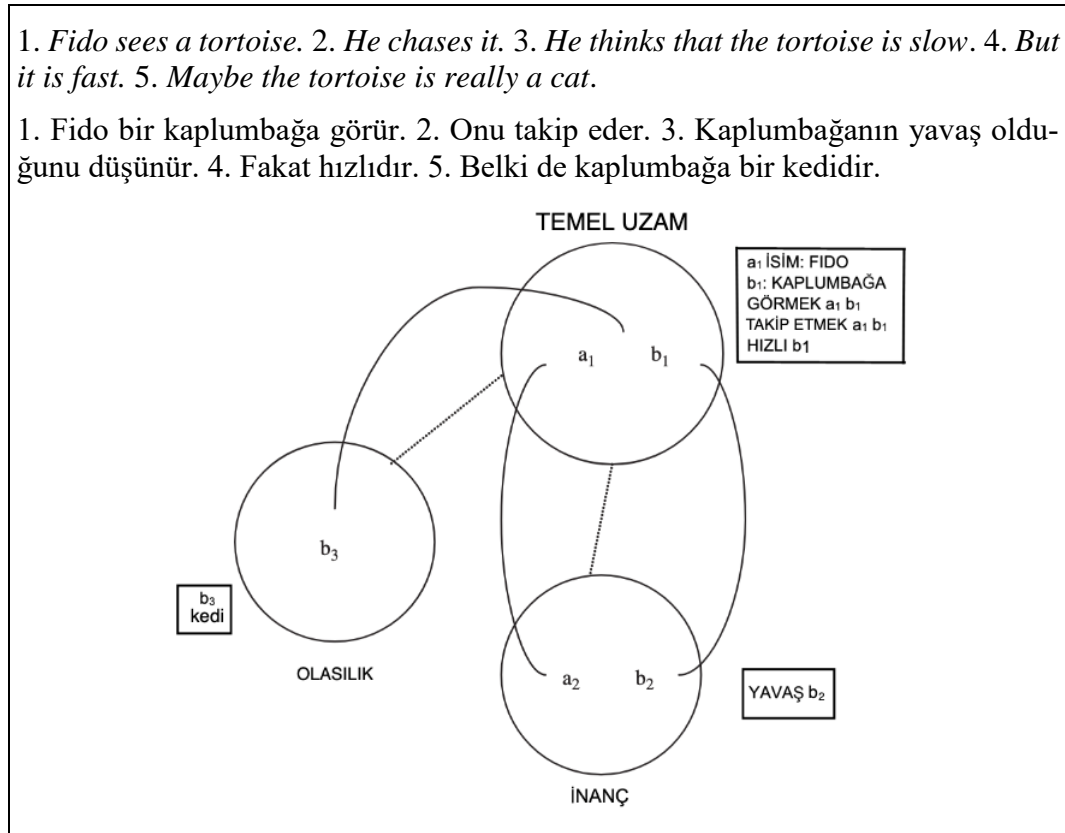 1. Fido sees a tortoise. 2. He chases it. 3. He thinks that the tortoise is slow. 4. But
it is fast. 5. Maybe the tortoise is really a cat.
1. Fido bir kaplumbağa görür. 2. Onu takip eder. 3. Kaplumbağanın yavaş oldu-
ğunu düşünür. 4. Fakat hızlıdır. 5. Belki de kaplumbağa bir kedidir.
TEMEL UZAM
a₁ İSİM: FIDO
b₁: KAPLUMBAĞA
GÖRMEK a₁ b₁
TAKİP ETMEK a₁ b₁
HIZLI b1
a₁ b₁
b₃
b₃
kedi
OLASILIK
a₂ b₂
YAVAŞ b₂
İNANÇ